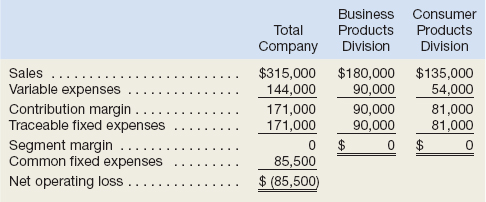 Business Consumer
Total Products Products
Company Division Division
Sales . . . . . . . . . . . . . . . . . . . . . . . . . . $315,000 $180,000 $135,000
Variable expenses . . . . . . . . . . . . . . . 144,000 90,000 54,000
Contribution margin . . . . . . . . . . . . . . 171,000 90,000 81,000
Traceable fixed expenses . . . . . . . . 171,000 90,000 81,000
Segment margin . . . . . . . . . . . . . . . . 0 $ 0 $ 0
Common fixed expenses . . . . . . . . 85,500
Net operating loss . . . . . . . . . . . . . . . $ (85,500)